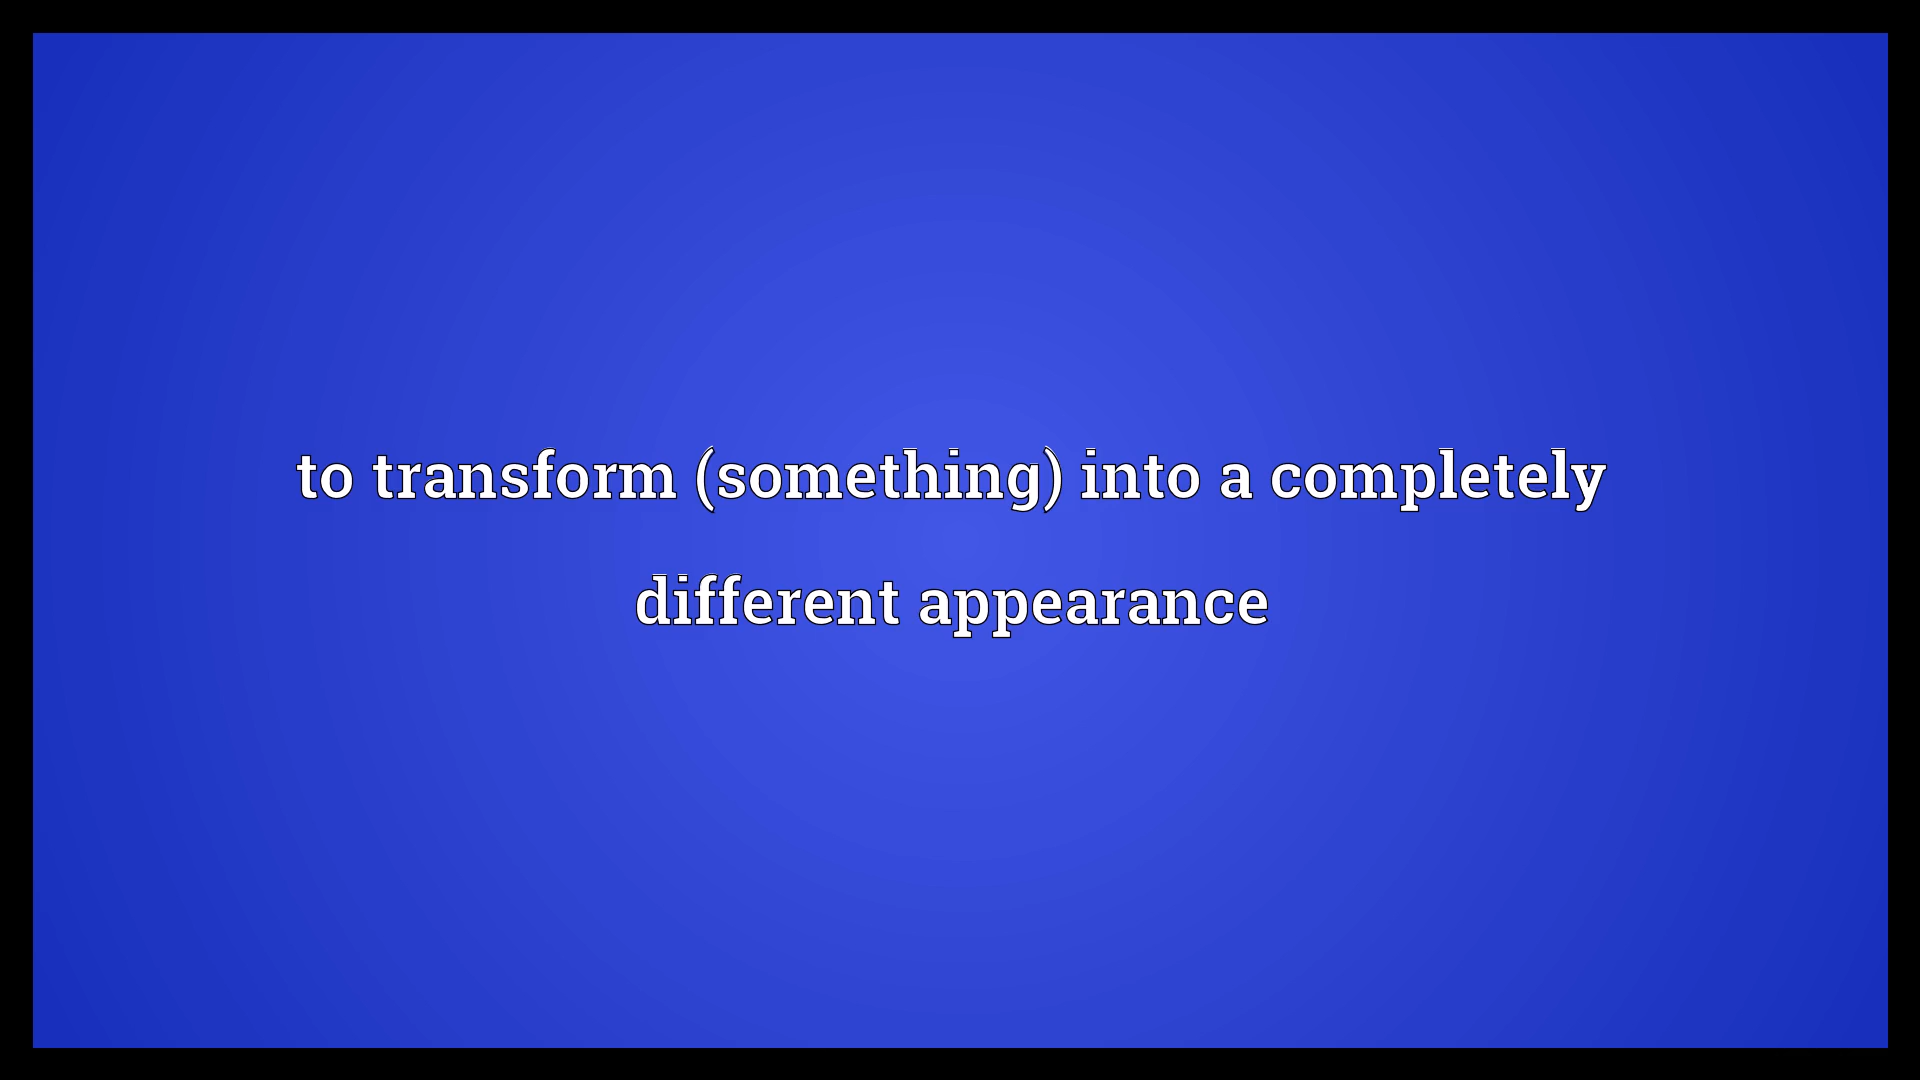 to transform (something) into a completely
different appearance